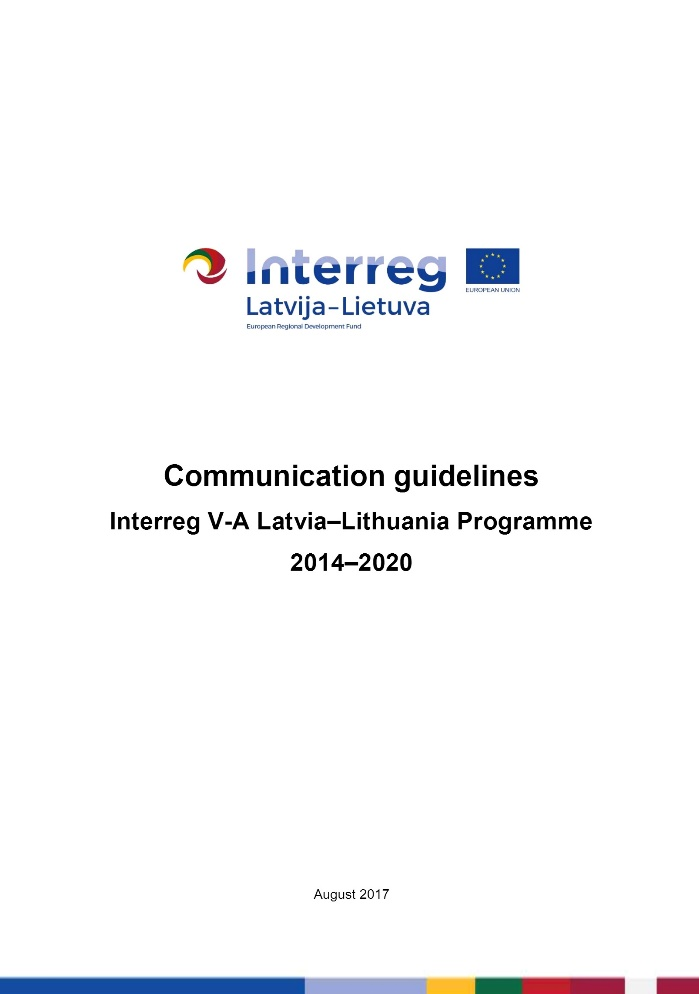 Interreg
EUROPEAN UNION
Latvija–Lietuva
European Regional Development Fund
Communication guidelines
Interreg V-A Latvia–Lithuania Programme
2014–2020
August 2017